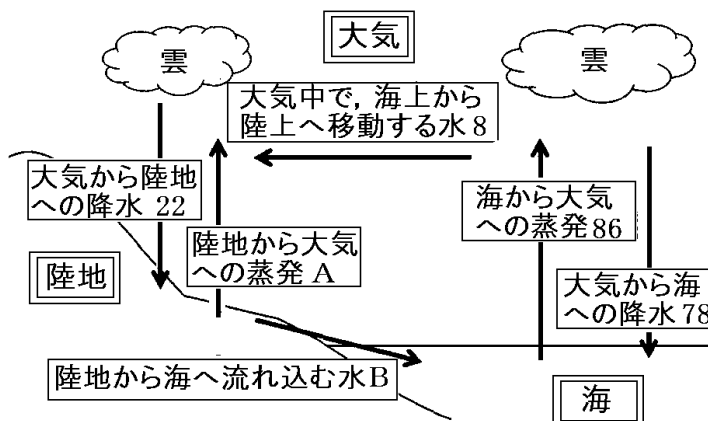 大気
雲
雲
大気中で, 海上から
陸上へ移動する水 8
大気から陸地
への降水 22
海から大気
への蒸発 86
陸地から大気
への蒸発 A
陸地
大気から海
への降水 78
陸地から海へ流れ込む水 B
海